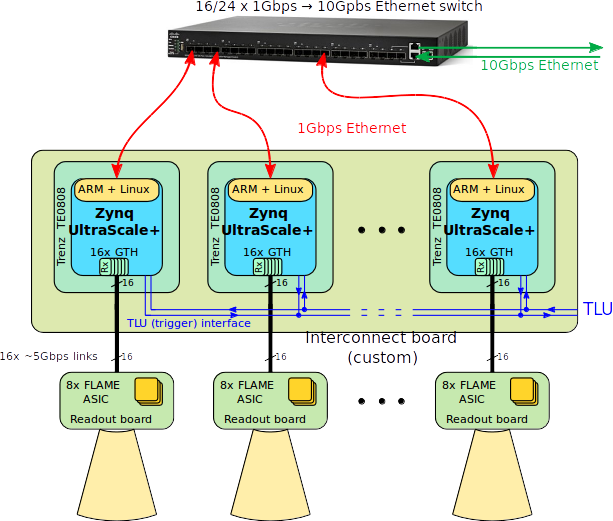 16/24 x 1Gbps → 10Gpbs Ethernet switch
10Gbps Ethernet
1Gbps Ethernet
Trenz TE0808
ARM + Linux
Zynq
UltraScale+
16x GTH
Rx
16
Trenz TE0808
ARM + Linux
Zynq
UltraScale+
16x GTH
Rx
16
Trenz TE0808
ARM + Linux
Zynq
UltraScale+
16x GTH
Rx
16
TLU
TLU (trigger) interface
Interconnect board
(custom)
16x ~5Gbps links
16
16
16
8x FLAME
ASIC
Readout board
8x FLAME
ASIC
Readout board
8x FLAME
ASIC
Readout board